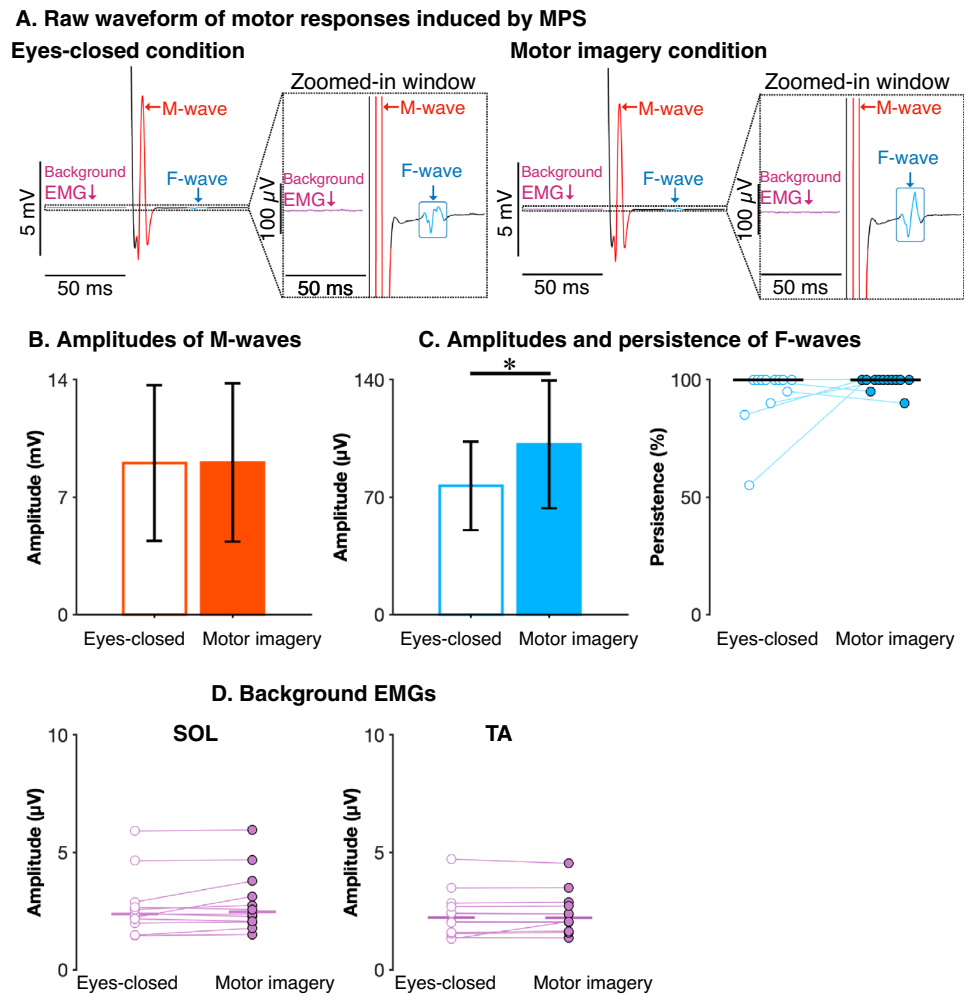 A. Raw waveform of motor responses induced by MPS
Eyes-closed condition
Motor imagery condition
Zoomed-in window
Zoomed-in window
M-wave
M-wave
M-wave
M-wave
Background
EMG↓
F-wave
Background
EMG↓
F-wave
Background
EMG↓
F-wave
Background
EMG↓
F-wave
5 mV
100 µV
5 mV
100 µV
50 ms
50 ms
50 ms
50 ms
B. Amplitudes of M-waves
C. Amplitudes and persistence of F-waves
14
7
0
Amplitude (mV)
Eyes-closed
Motor imagery
140
70
0
Amplitude (µV)
*
Eyes-closed
Motor imagery
100
50
0
Persistence (%)
Eyes-closed
Motor imagery
D. Background EMGs
SOL
10
5
0
Amplitude (µV)
Eyes-closed
Motor imagery
TA
10
5
0
Amplitude (µV)
Eyes-closed
Motor imagery